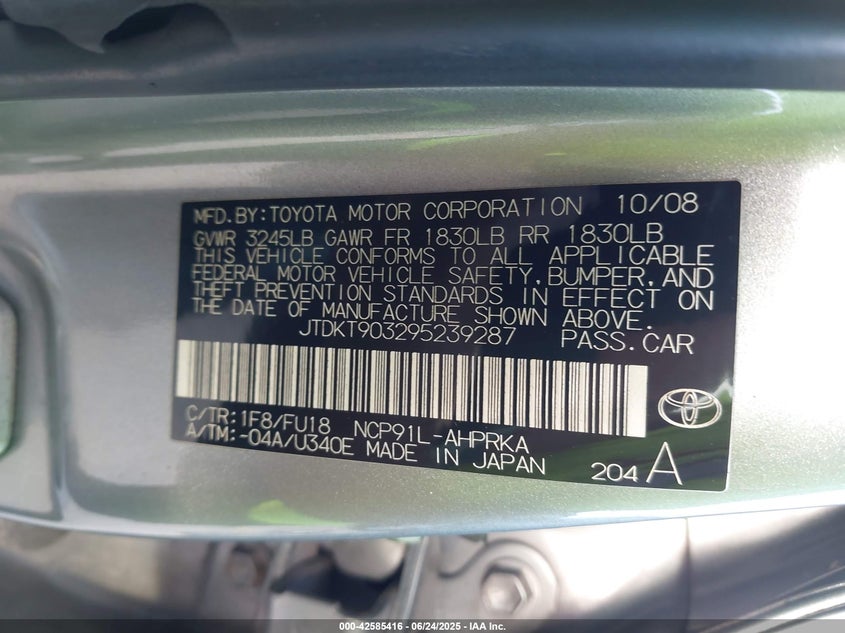 MFD.BY:TOYOTA MOTOR CORPORATION 10/08
GVWR 3245LB GAWR FR 1830LB RR 1830LB
THIS VEHICLE CONFORMS TO ALL APPLICABLE
FEDERAL MOTOR VEHICLE SAFETY,BUMPER,AND
THEFT PREVENTION STANDARDS IN EFFECT ON
THE DATE OF MANUFACTURE SHOWN ABOVE.
JTDKT903295239287 PASS.CAR
C/TR:1F8/FU18 NCP91L-AHPRKA
A/TM:-04A/U340E MADE IN JAPAN
204 A
000-42585416 - 06/24/2025 - IAA Inc.